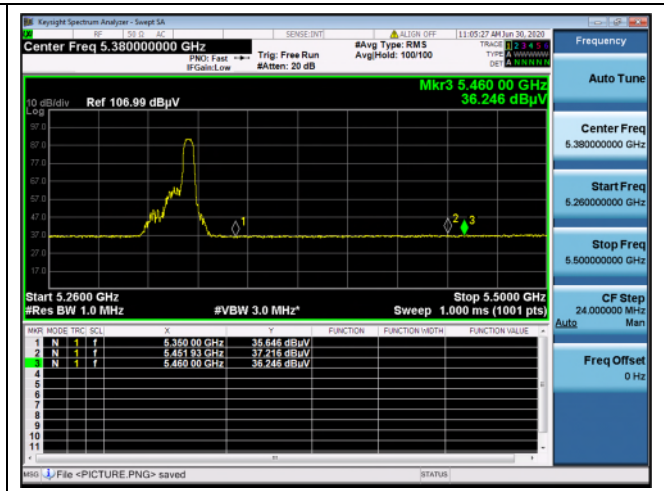 Keysight Spectrum Analyzer - Swept SA
RF 50 Ω AC SENSE:INT ALIGN OFF 11:05:27 AM Jun 30, 2020
Center Freq 5.380000000 GHz
PNO: Fast
IFGain:Low
Trig: Free Run
#Atten: 20 dB
#Avg Type: RMS
Avg|Hold: 100/100
TRACE 1 2 3 4 5 6
TYPE A WWWWW
DET A N N N N N
Mkr3 5.460 00 GHz
36.246 dBµV
10 dB/div Ref 106.99 dBµV
Log
97.0
87.0
77.0
67.0
57.0
47.0
37.0
27.0
17.0
1
2
3
Start 5.2600 GHz Stop 5.5000 GHz
#Res BW 1.0 MHz #VBW 3.0 MHz* Sweep 1.000 ms (1001 pts)
MKR MODE TRC SCL X Y FUNCTION FUNCTION WIDTH FUNCTION VALUE
1 N 1 f 5.350 00 GHz 35.646 dBµV
2 N 1 f 5.451 93 GHz 37.216 dBµV
3 N 1 f 5.460 00 GHz 36.246 dBµV
4
5
6
7
8
9
10
11
MSG File <PICTURE.PNG> saved STATUS
Frequency
Auto Tune
Center Freq
5.380000000 GHz
Start Freq
5.260000000 GHz
Stop Freq
5.500000000 GHz
CF Step
24.000000 MHz
Auto Man
Freq Offset
0 Hz